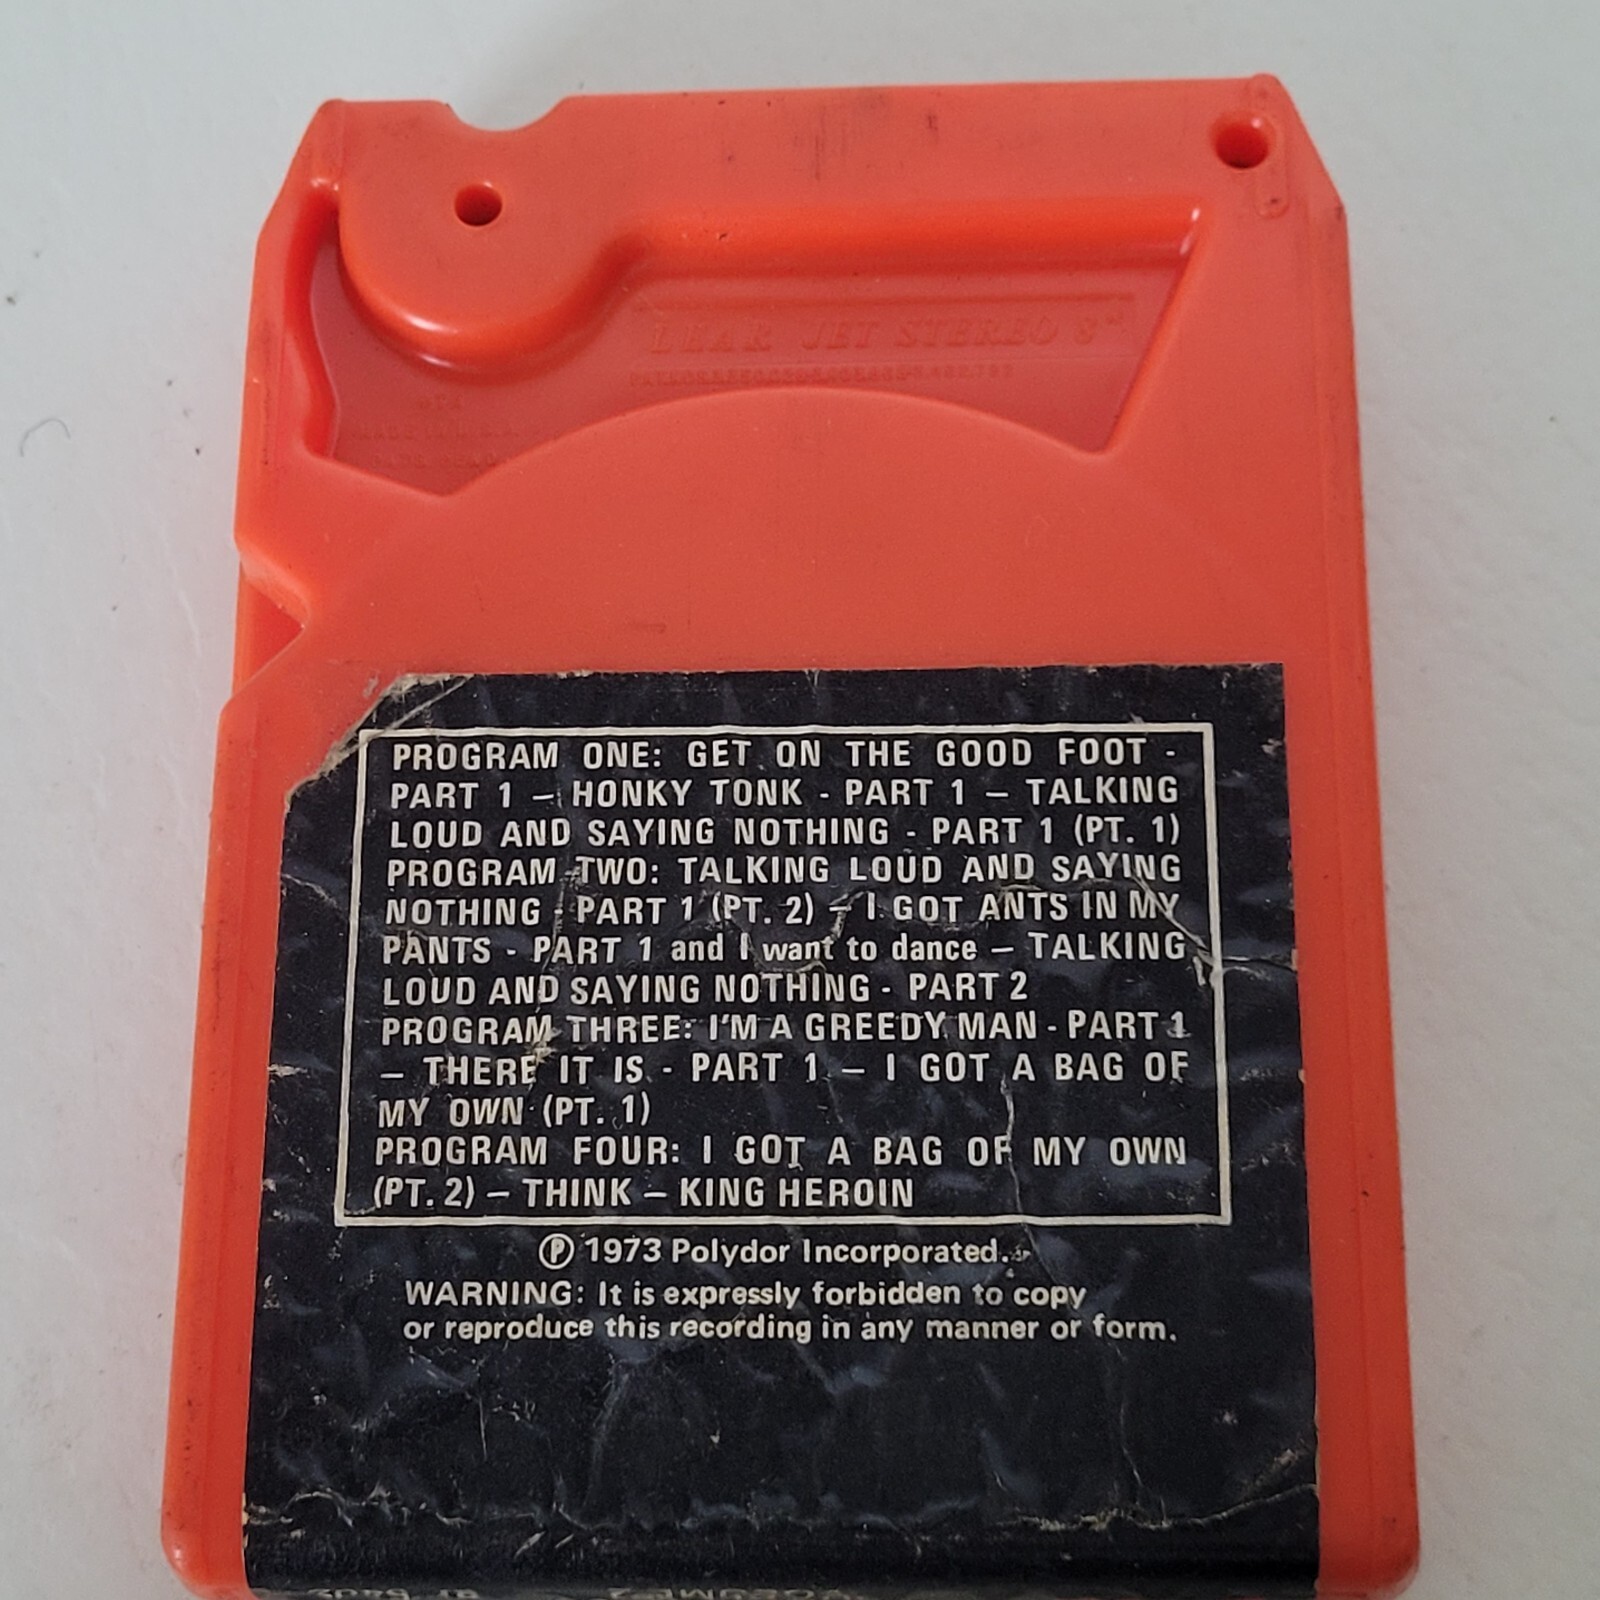 LEAR JET STEREO 8
MADE IN U.S.A.
PROGRAM ONE: GET ON THE GOOD FOOT -
PART 1 – HONKY TONK - PART 1 – TALKING
LOUD AND SAYING NOTHING - PART 1 (PT. 1)
PROGRAM TWO: TALKING LOUD AND SAYING
NOTHING - PART 1 (PT. 2) – I GOT ANTS IN MY
PANTS - PART 1 and I want to dance – TALKING
LOUD AND SAYING NOTHING - PART 2
PROGRAM THREE: I'M A GREEDY MAN - PART 1
– THERE IT IS - PART 1 – I GOT A BAG OF
MY OWN (PT. 1)
PROGRAM FOUR: I GOT A BAG OF MY OWN
(PT. 2) – THINK – KING HEROIN
Ⓟ 1973 Polydor Incorporated.
WARNING: It is expressly forbidden to copy
or reproduce this recording in any manner or form.